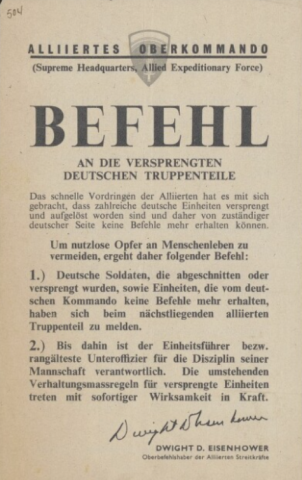 504
ALLIIERTES OBERKOMMANDO
(Supreme Headquarters, Allied Expeditionary Force)
BEFEHL
AN DIE VERSPRENGTEN
DEUTSCHEN TRUPPENTEILE
Das schnelle Vordringen der Alliierten hat es mit sich
gebracht, dass zahlreiche deutsche Einheiten versprengt
und aufgelöst worden sind und daher von zuständiger
deutscher Seite keine Befehle mehr erhalten können.
Um nutzlose Opfer an Menschenleben zu
vermeiden, ergeht daher folgender Befehl:
1.) Deutsche Soldaten, die abgeschnitten oder
versprengt wurden, sowie Einheiten, die vom deut-
schen Kommando keine Befehle mehr erhalten,
haben sich beim nächstliegenden alliierten
Truppenteil zu melden.
2.) Bis dahin ist der Einheitsführer bezw.
rangälteste Unteroffizier für die Disziplin seiner
Mannschaft verantwortlich. Die umstehenden
Verhaltungsmassregeln für versprengte Einheiten
treten mit sofortiger Wirksamkeit in Kraft.
Dwight D Eisenhower
DWIGHT D. EISENHOWER
Oberbefehlshaber der Alliierten Streitkräfte